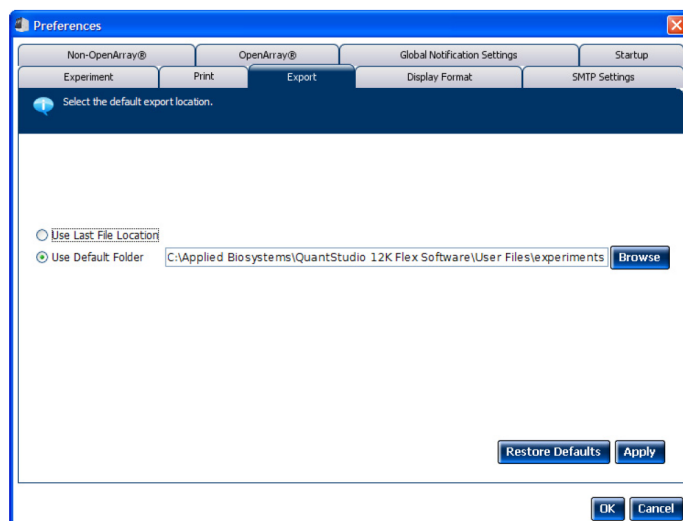 Preferences
Non-OpenArray® OpenArray® Global Notification Settings Startup
Experiment Print Export Display Format SMTP Settings
Select the default export location.
Use Last File Location
Use Default Folder C:\Applied Biosystems\QuantStudio 12K Flex Software\User Files\experiments Browse
Restore Defaults Apply
OK Cancel